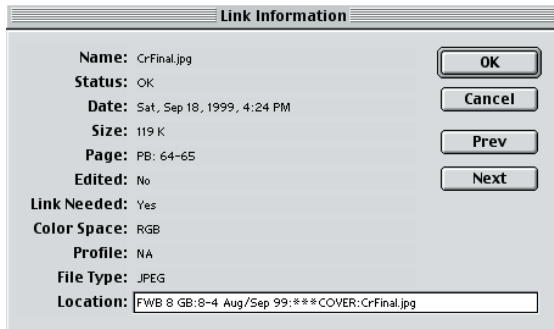 Link Information
Name: CrFinal.jpg
Status: OK
Date: Sat, Sep 18, 1999, 4:24 PM
Size: 119 K
Page: PB: 64-65
Edited: No
Link Needed: Yes
Color Space: RGB
Profile: NA
File Type: JPEG
Location: FWB 8 GB:8-4 Aug/Sep 99:***COVER:CrFinal.jpg
OK
Cancel
Prev
Next